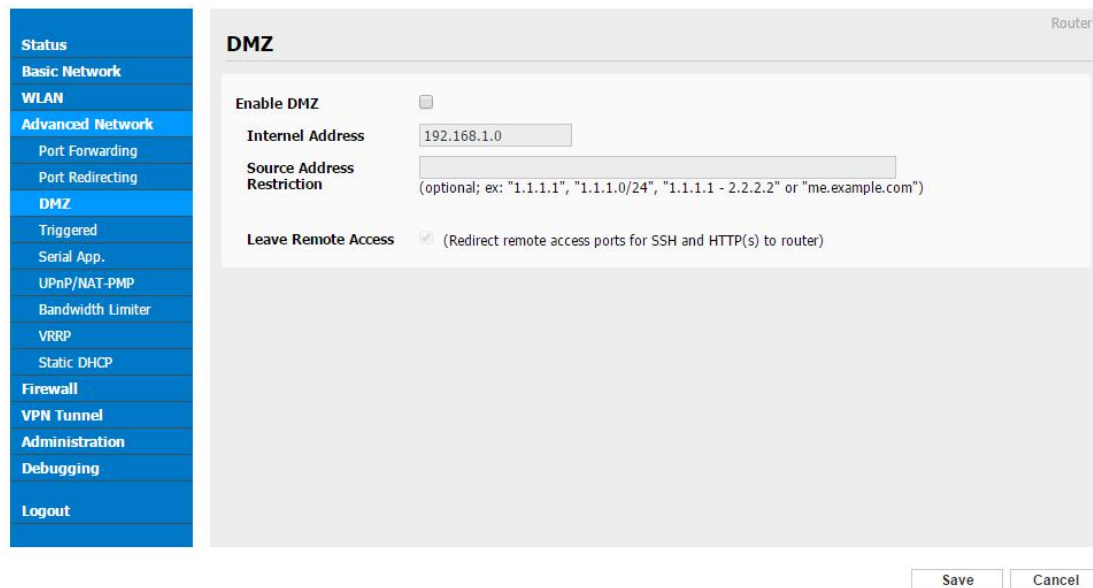 Router
Status
Basic Network
WLAN
Advanced Network
Port Forwarding
Port Redirecting
DMZ
Triggered
Serial App.
UPnP/NAT-PMP
Bandwidth Limiter
VRRP
Static DHCP
Firewall
VPN Tunnel
Administration
Debugging
Logout
DMZ
Enable DMZ
Internal Address
192.168.1.0
Source Address
Restriction
(optional; ex: "1.1.1.1", "1.1.1.0/24", "1.1.1.1 - 2.2.2.2" or "me.example.com")
Leave Remote Access
(Redirect remote access ports for SSH and HTTP(s) to router)
Save
Cancel